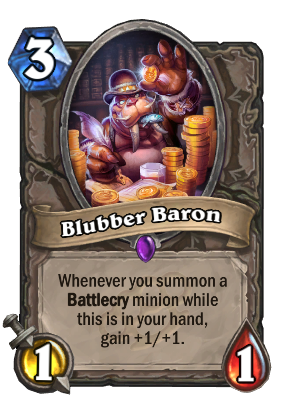 3
Blubber Baron
Whenever you summon a
Battlecry minion while
this is in your hand,
gain +1/+1.
1
1